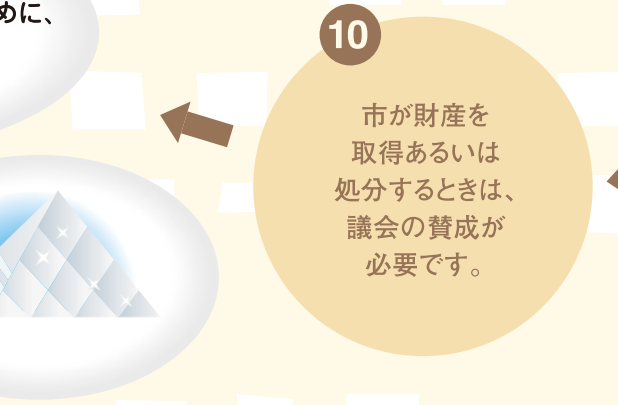 めに、
10
市が財産を
取得あるいは
処分するときは、
議会の賛成が
必要です。